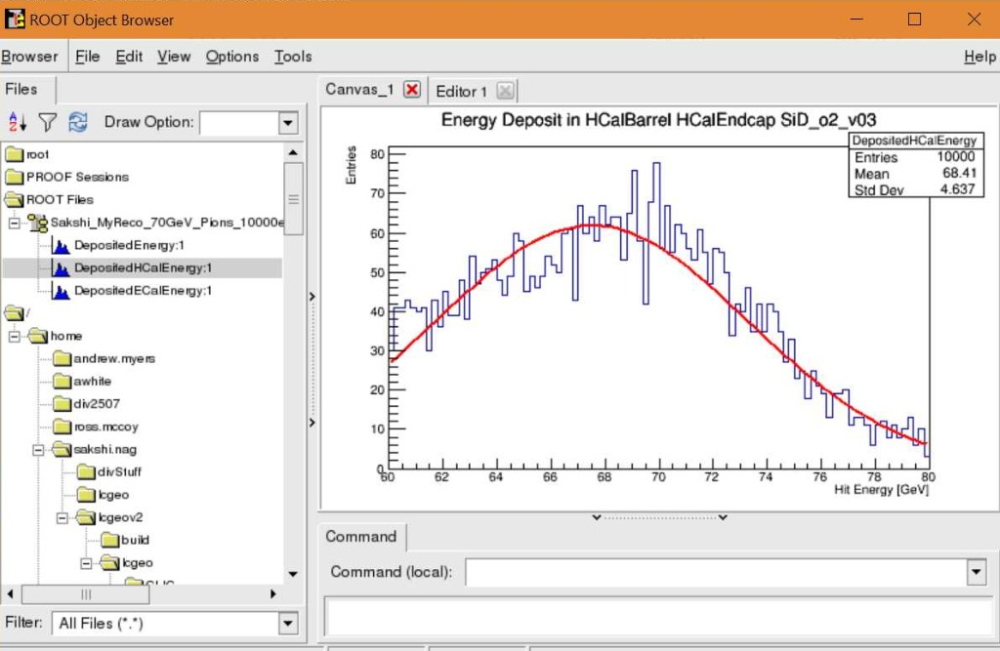 ROOT Object Browser
Browser File Edit View Options Tools Help
Files
Draw Option:
root
PROOF Sessions
ROOT Files
Sakshi_MyReco_70GeV_Pions_10000e
DepositedEnergy:1
DepositedHCalEnergy:1
DepositedECalEnergy:1
/
home
andrew.myers
awhite
div2507
ross.mccoy
sakshi.nag
divStuff
lcgeo
lcgeov2
build
lcgeo
Filter: All Files (*.*)
Canvas_1 Editor 1
Energy Deposit in HCalBarrel HCalEndcap SiD_o2_v03
DepositedHCalEnergy
Entries 10000
Mean 68.41
Std Dev 4.637
Entries
80
70
60
50
40
30
20
10
0
60 62 64 66 68 70 72 74 76 78 80
Hit Energy [GeV]
Command
Command (local):